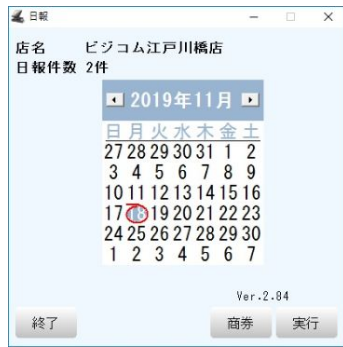 日報
店名 ビジコム江戸川橋店
日報件数 2件
2019年11月
日 月 火 水 木 金 土
27 28 29 30 31 1 2
3 4 5 6 7 8 9
10 11 12 13 14 15 16
17 18 19 20 21 22 23
24 25 26 27 28 29 30
1 2 3 4 5 6 7
Ver.2.84
終了 商券 実行